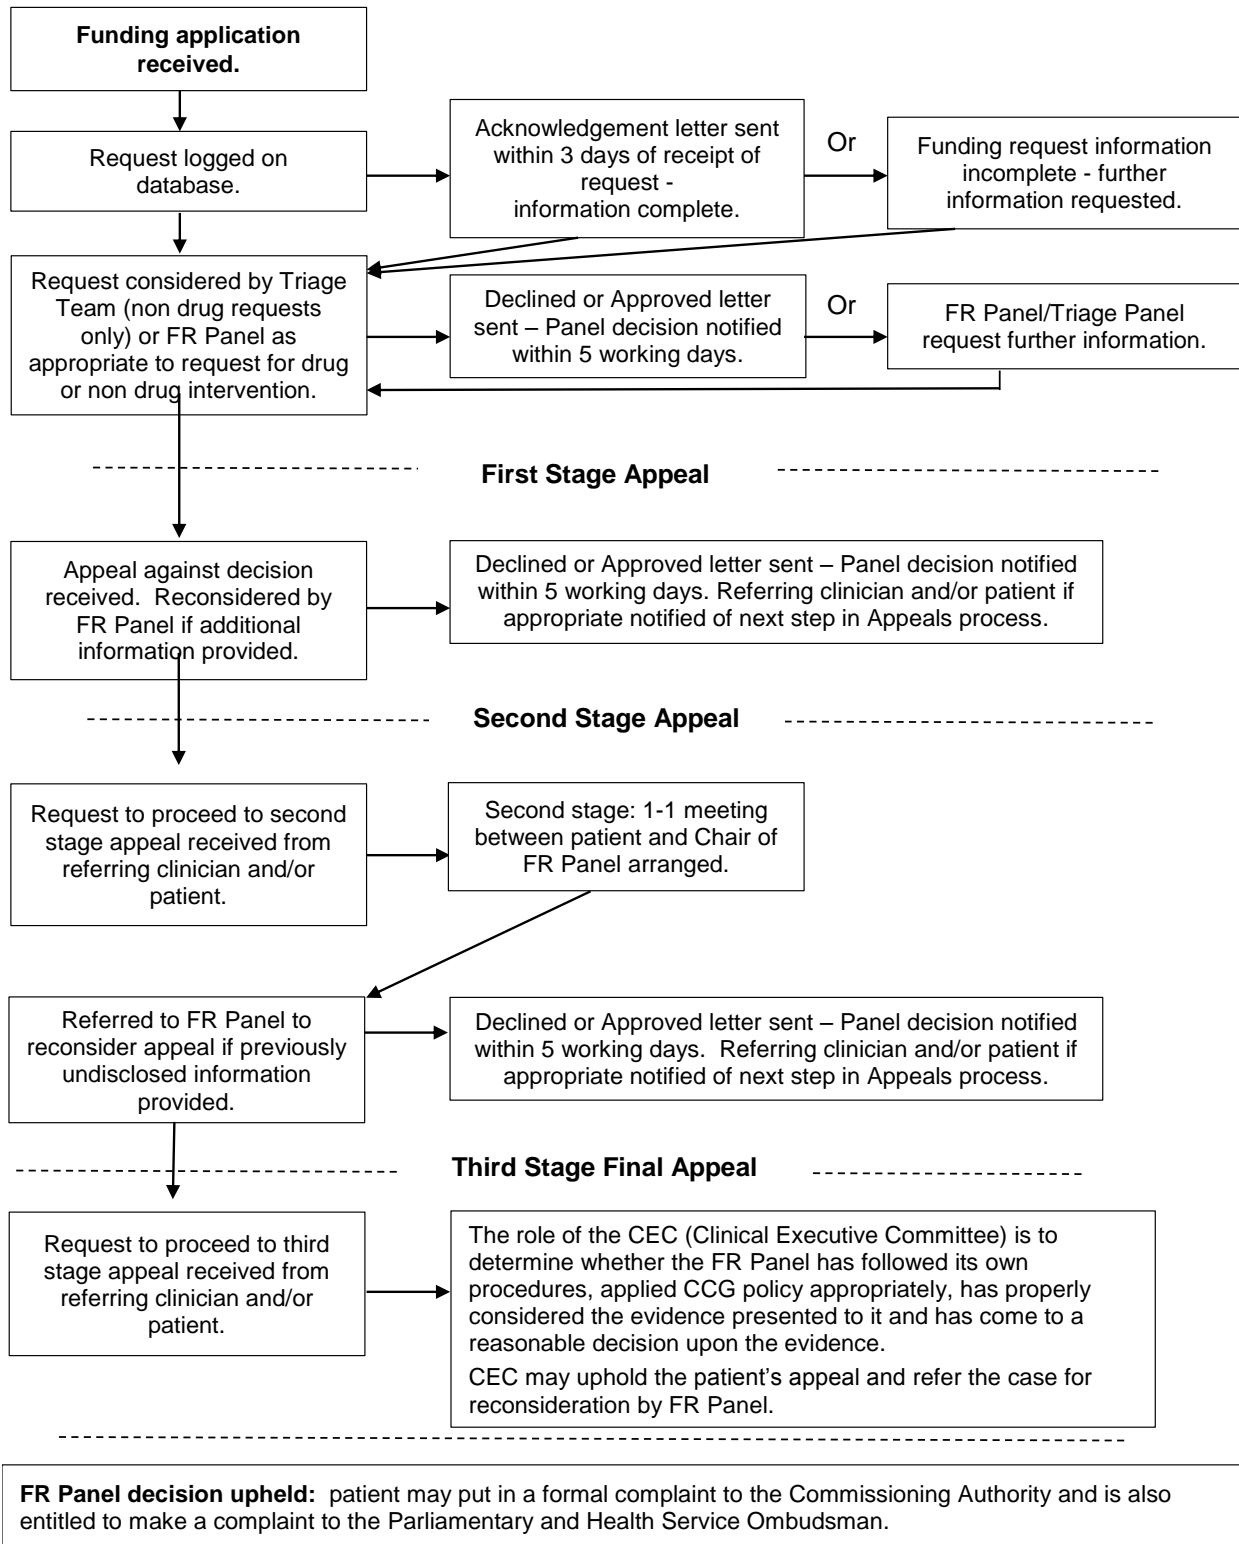 Funding application
received.
Request logged on
database.
Acknowledgement letter sent
within 3 days of receipt of
request -
information complete.
Or
Funding request information
incomplete - further
information requested.
Request considered by Triage
Team (non drug requests
only) or FR Panel as
appropriate to request for drug
or non drug intervention.
Declined or Approved letter
sent – Panel decision notified
within 5 working days.
Or
FR Panel/Triage Panel
request further information.
First Stage Appeal
Appeal against decision
received.  Reconsidered by
FR Panel if additional
information provided.
Declined or Approved letter sent – Panel decision notified
within 5 working days. Referring clinician and/or patient if
appropriate notified of next step in Appeals process.
Second Stage Appeal
Request to proceed to second
stage appeal received from
referring clinician and/or
patient.
Second stage: 1-1 meeting
between patient and Chair of
FR Panel arranged.
Referred to FR Panel to
reconsider appeal if previously
undisclosed information
provided.
Declined or Approved letter sent – Panel decision notified
within 5 working days.  Referring clinician and/or patient if
appropriate notified of next step in Appeals process.
Third Stage Final Appeal
Request to proceed to third
stage appeal received from
referring clinician and/or
patient.
The role of the CEC (Clinical Executive Committee) is to
determine whether the FR Panel has followed its own
procedures, applied CCG policy appropriately, has properly
considered the evidence presented to it and has come to a
reasonable decision upon the evidence.
CEC may uphold the patient’s appeal and refer the case for
reconsideration by FR Panel.
FR Panel decision upheld:  patient may put in a formal complaint to the Commissioning Authority and is also
entitled to make a complaint to the Parliamentary and Health Service Ombudsman.